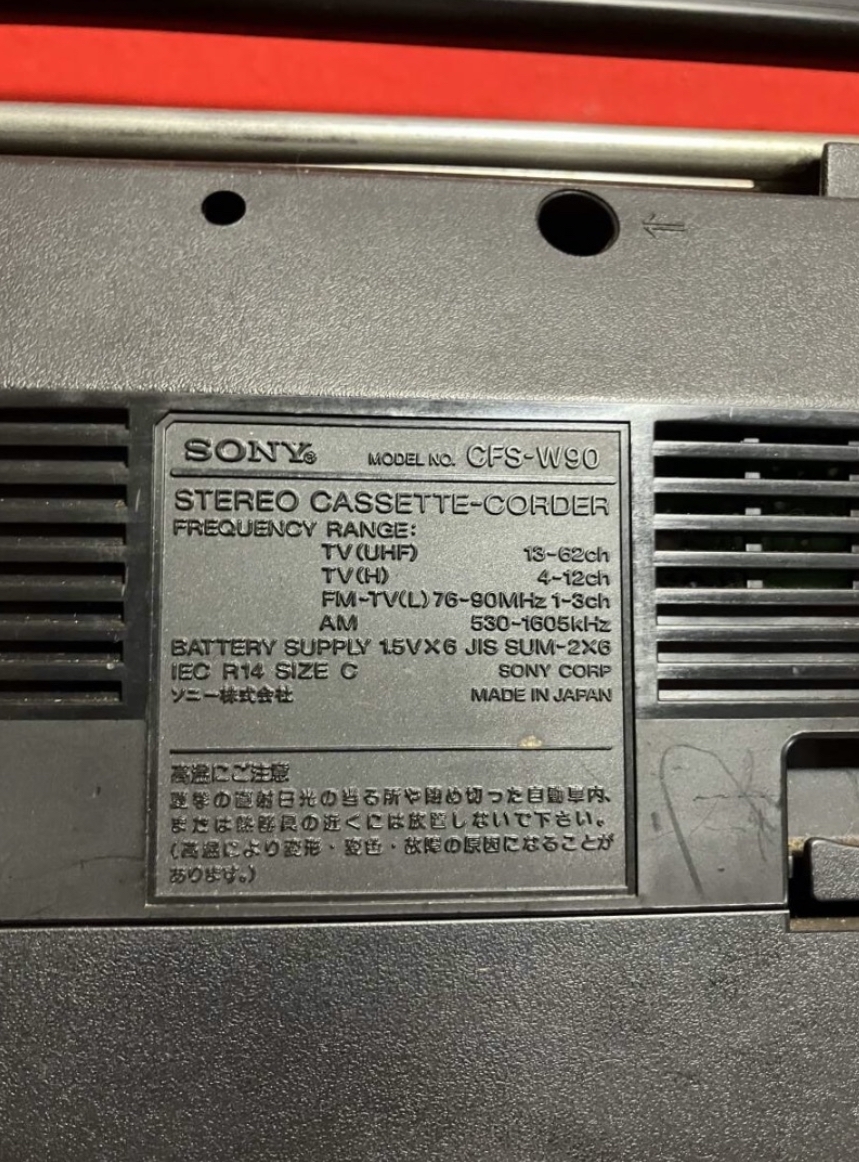 SONY® MODEL NO. CFS-W90
STEREO CASSETTE-CORDER
FREQUENCY RANGE:
TV(UHF) 13-62ch
TV(H) 4-12ch
FM-TV(L) 76-90MHz 1-3ch
AM 530-1605kHz
BATTERY SUPPLY 1.5V×6 JIS SUM-2×6
IEC R14 SIZE C SONY CORP
ソニー株式会社 MADE IN JAPAN
高温にご注意
の直射日光の当る所や閉め切った自動車内、
または の近くには放置しないで下さい。
(高温により変形・変色・故障の原因になることが
あります。)